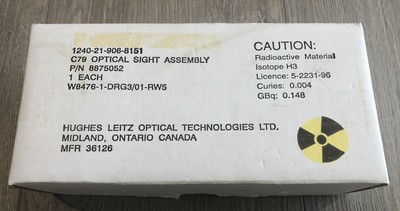 1240-21-906-8151
C79 OPTICAL SIGHT ASSEMBLY
P/N 8875052
1 EACH
W8476-1-DRG3/01-RW5
CAUTION:
Radioactive Material
Isotope H3
Licence: 5-2231-96
Curies: 0.004
GBq: 0.148
HUGHES LEITZ OPTICAL TECHNOLOGIES LTD.
MIDLAND, ONTARIO CANADA
MFR 36126